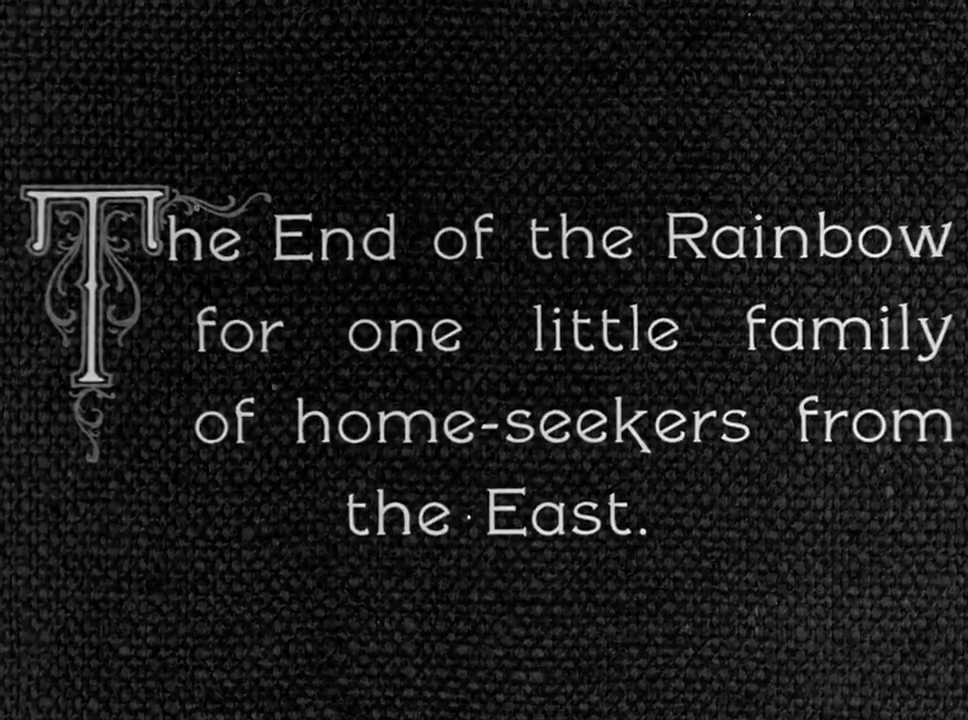 The End of the Rainbow
for one little family
of home-seekers from
the East.